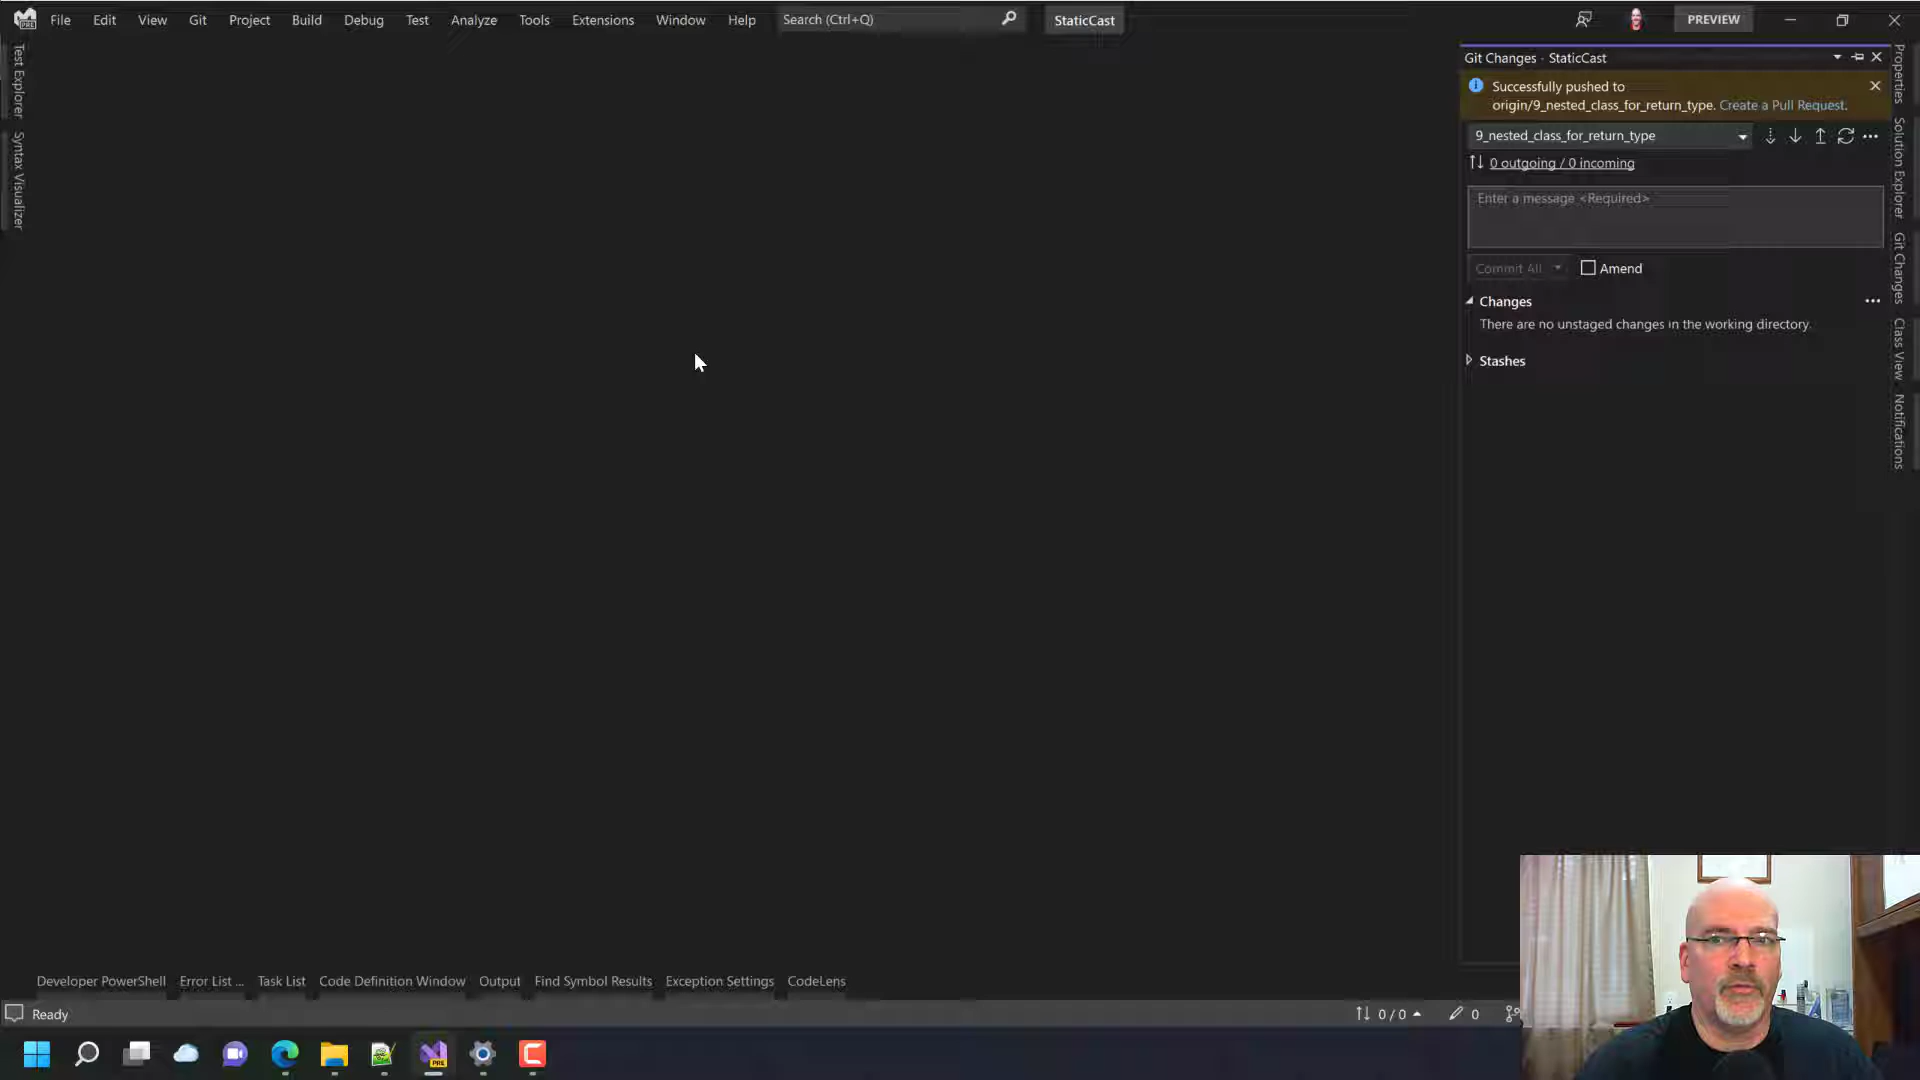 File Edit View Git Project Build Debug Test Analyze Tools Extensions Window Help Search (Ctrl+Q) StaticCast PREVIEW
Test Explorer
Syntax Visualizer
Git Changes - StaticCast
Successfully pushed to
origin/9_nested_class_for_return_type. Create a Pull Request.
9_nested_class_for_return_type
0 outgoing / 0 incoming
Enter a message <Required>
Commit All
Amend
Changes
There are no unstaged changes in the working directory.
Stashes
Properties
Solution Explorer
Git Changes
Class View
Notifications
Developer PowerShell Error List ... Task List Code Definition Window Output Find Symbol Results Exception Settings CodeLens
Ready 0 / 0 0
PRE